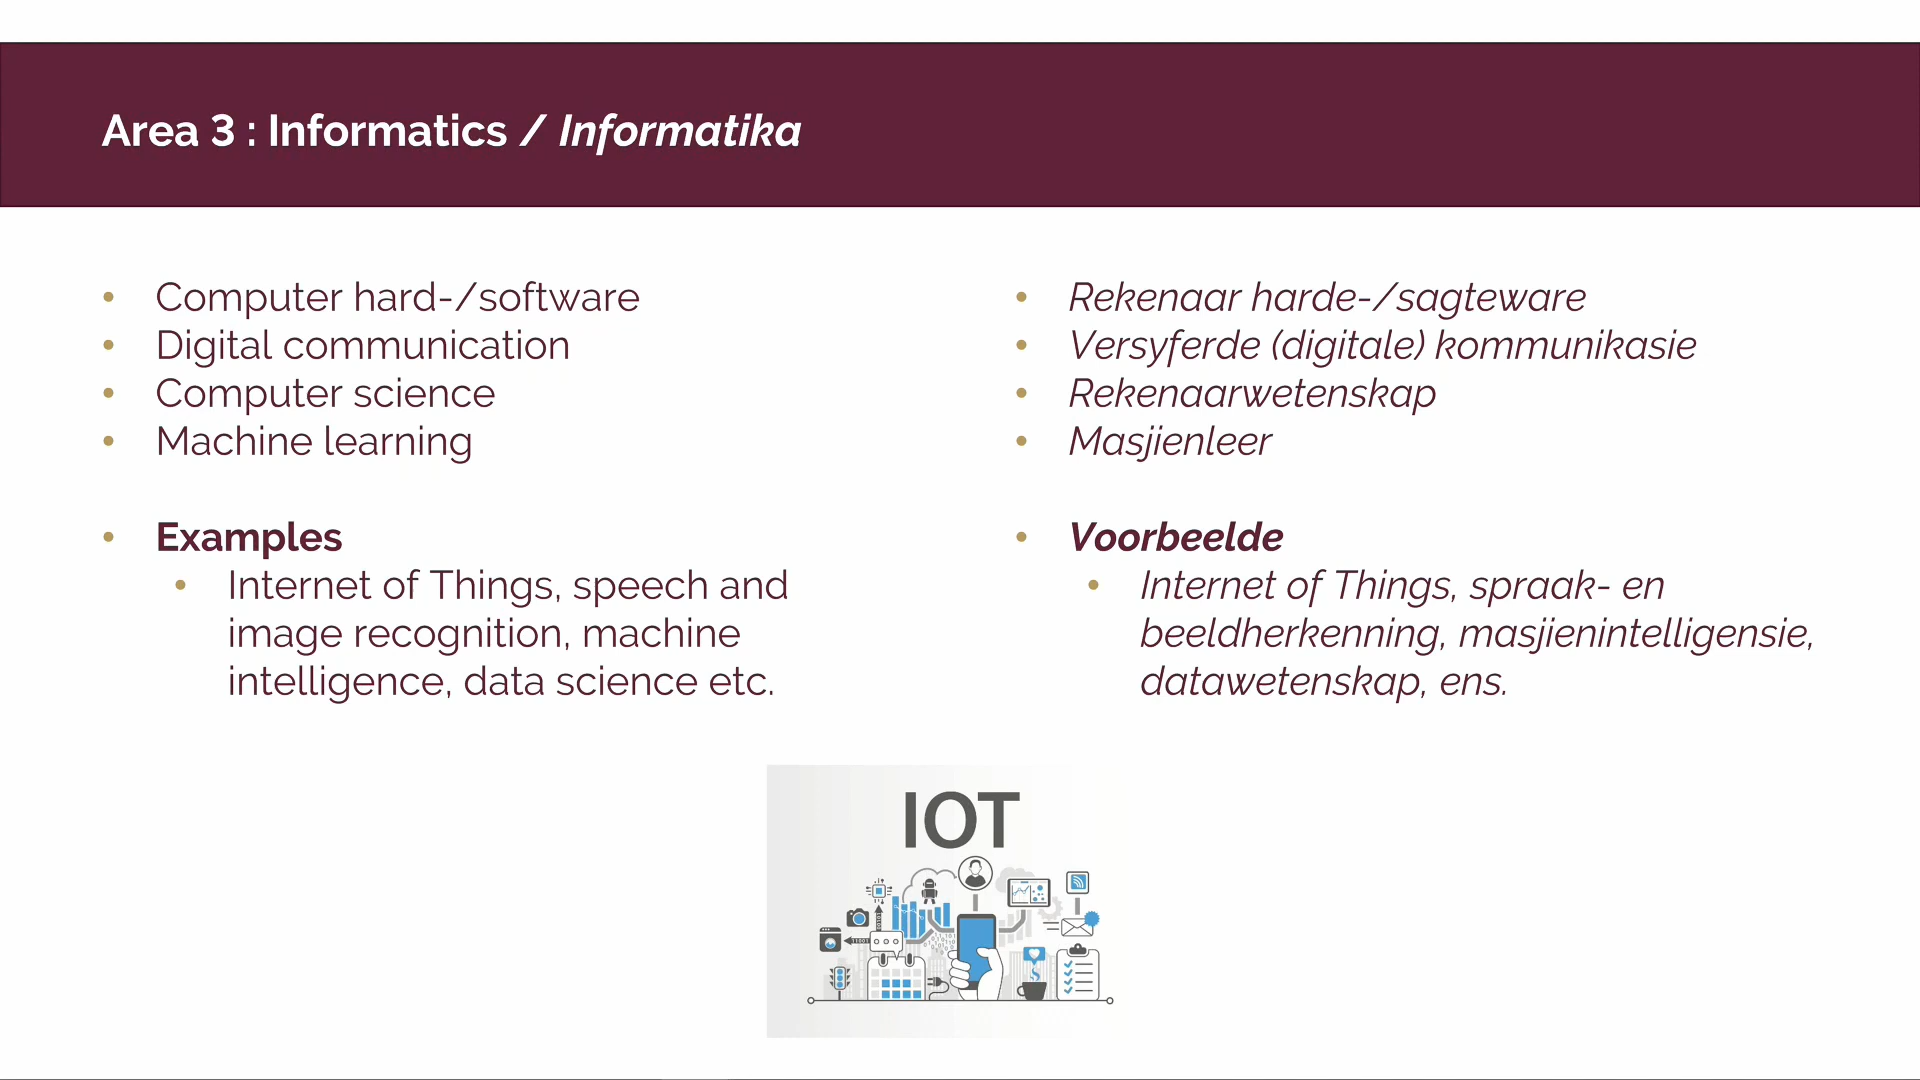 Area 3 : Informatics / Informatika
• Computer hard-/software
• Digital communication
• Computer science
• Machine learning
• Examples
• Internet of Things, speech and
image recognition, machine
intelligence, data science etc.
• Rekenaar harde-/sagteware
• Versyferde (digitale) kommunikasie
• Rekenaarwetenskap
• Masjienleer
• Voorbeelde
• Internet of Things, spraak- en
beeldherkenning, masjienintelligensie,
datawetenskap, ens.
IOT